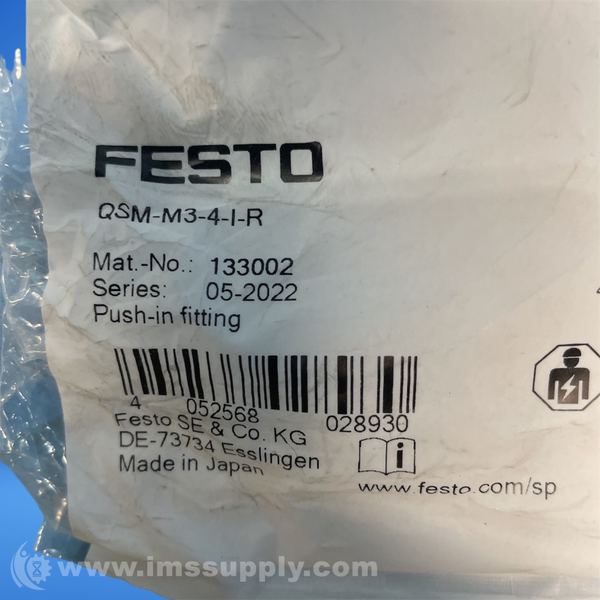 FESTO
QSM-M3-4-I-R
Mat.-No.: 133002
Series: 05-2022
Push-in fitting
4 052568 028930
Festo SE & Co. KG
DE-73734 Esslingen
Made in Japan
i
www.festo.com/sp
www.imssupply.com®